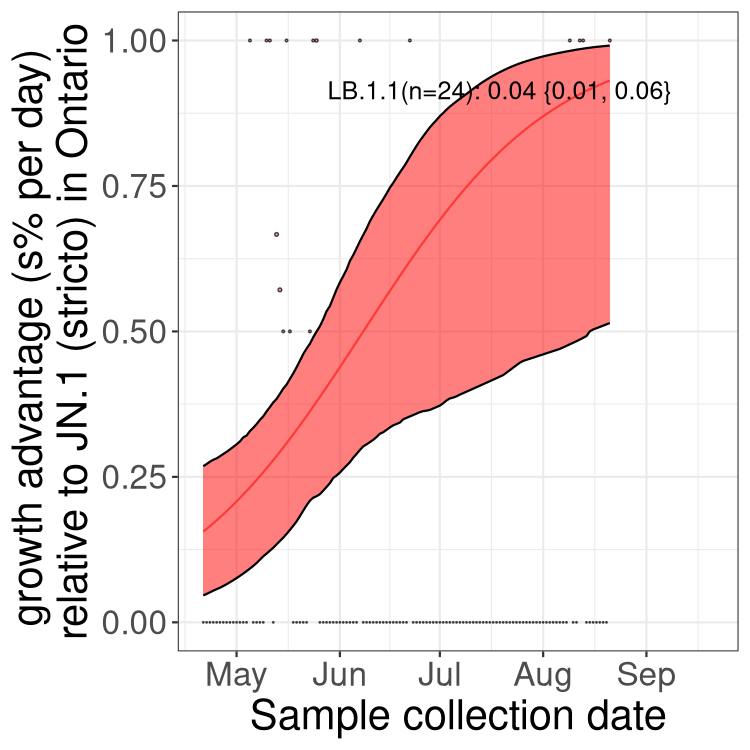 growth advantage (s% per day)
relative to JN.1 (stricto) in Ontario
1.00
0.75
0.50
0.25
0.00
LB.1.1(n=24): 0.04 {0.01, 0.06}
May Jun Jul Aug Sep
Sample collection date